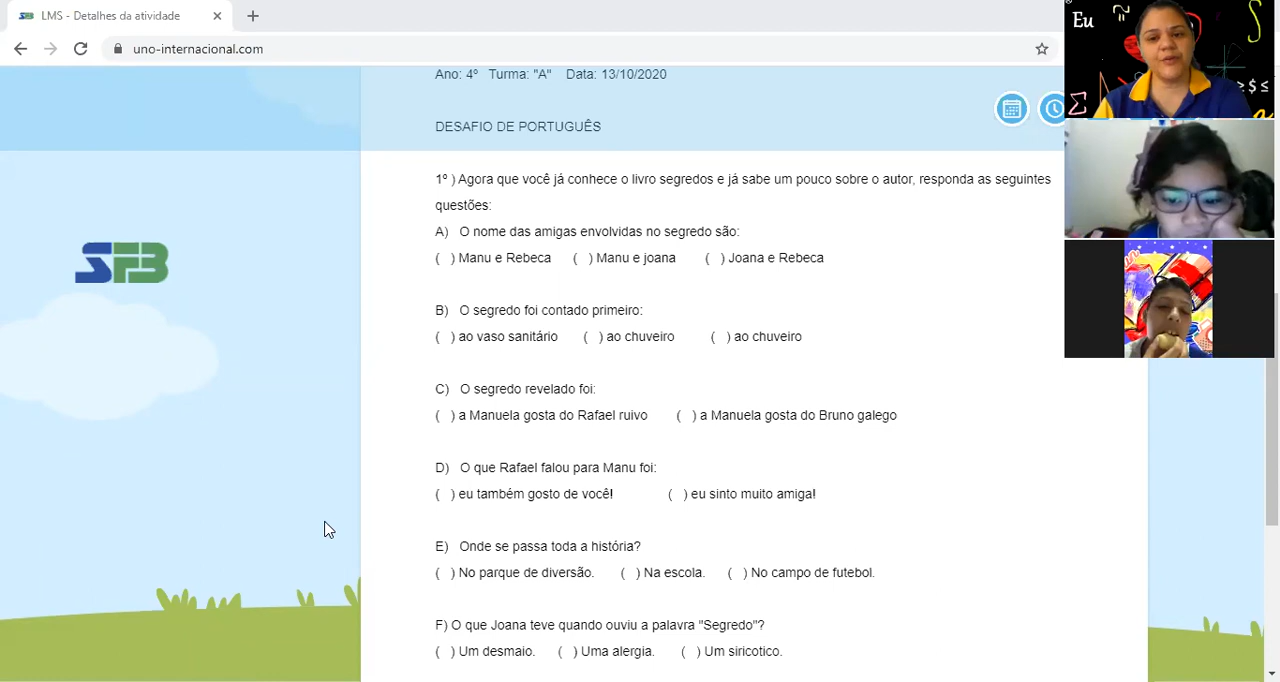 LMS - Detalhes da atividade
uno-internacional.com
Ano: 4º Turma: "A" Data: 13/10/2020
DESAFIO DE PORTUGUÊS
1º ) Agora que você já conhece o livro segredos e já sabe um pouco sobre o autor, responda as seguintes
questões:
A) O nome das amigas envolvidas no segredo são:
( ) Manu e Rebeca ( ) Manu e joana ( ) Joana e Rebeca
B) O segredo foi contado primeiro:
( ) ao vaso sanitário ( ) ao chuveiro ( ) ao chuveiro
C) O segredo revelado foi:
( ) a Manuela gosta do Rafael ruivo ( ) a Manuela gosta do Bruno galego
D) O que Rafael falou para Manu foi:
( ) eu também gosto de você! ( ) eu sinto muito amiga!
E) Onde se passa toda a história?
( ) No parque de diversão. ( ) Na escola. ( ) No campo de futebol.
F) O que Joana teve quando ouviu a palavra "Segredo"?
( ) Um desmaio. ( ) Uma alergia. ( ) Um siricotico.
SFB
Eu
Σ
≥$≤